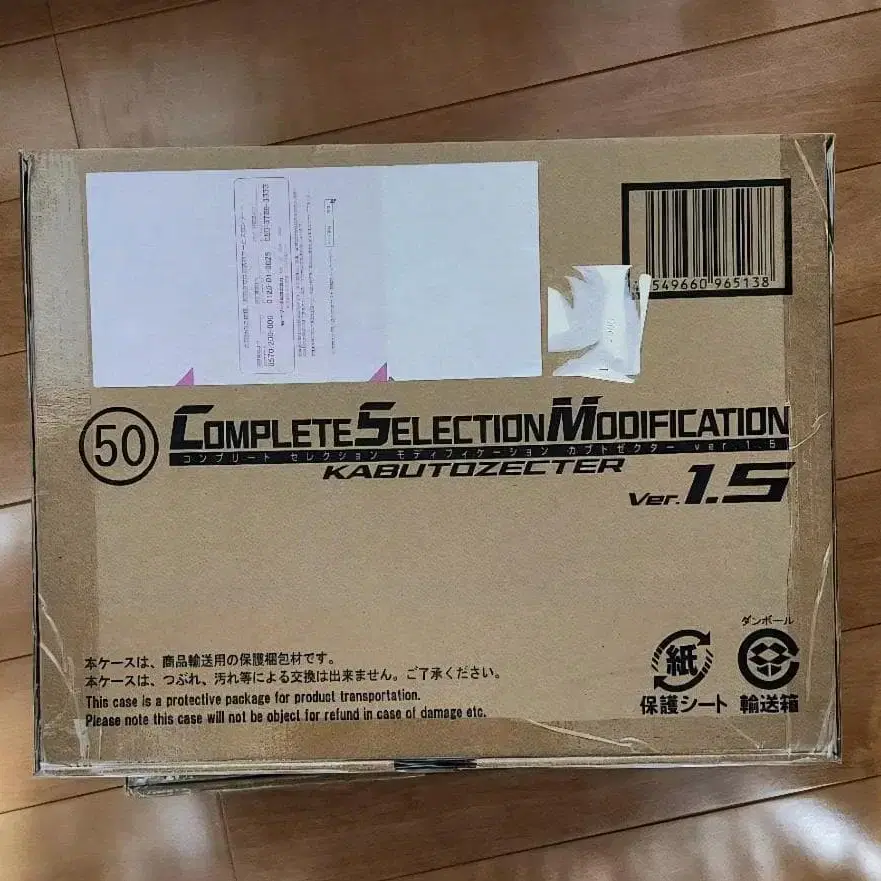 549660 965138
50
COMPLETE SELECTION MODIFICATION
コンプリート セレクション モディフィケーション カブトゼクター ver.1.5
KABUTOZECTER
Ver.1.5
本ケースは、商品輸送用の保護梱包材です。
本ケースは、つぶれ、汚れ等による交換は出来ません。ご了承ください。
This case is a protective package for product transportation.
Please note this case will not be object for refund in case of damage etc.
紙
保護シート
ダンボール
輸送箱